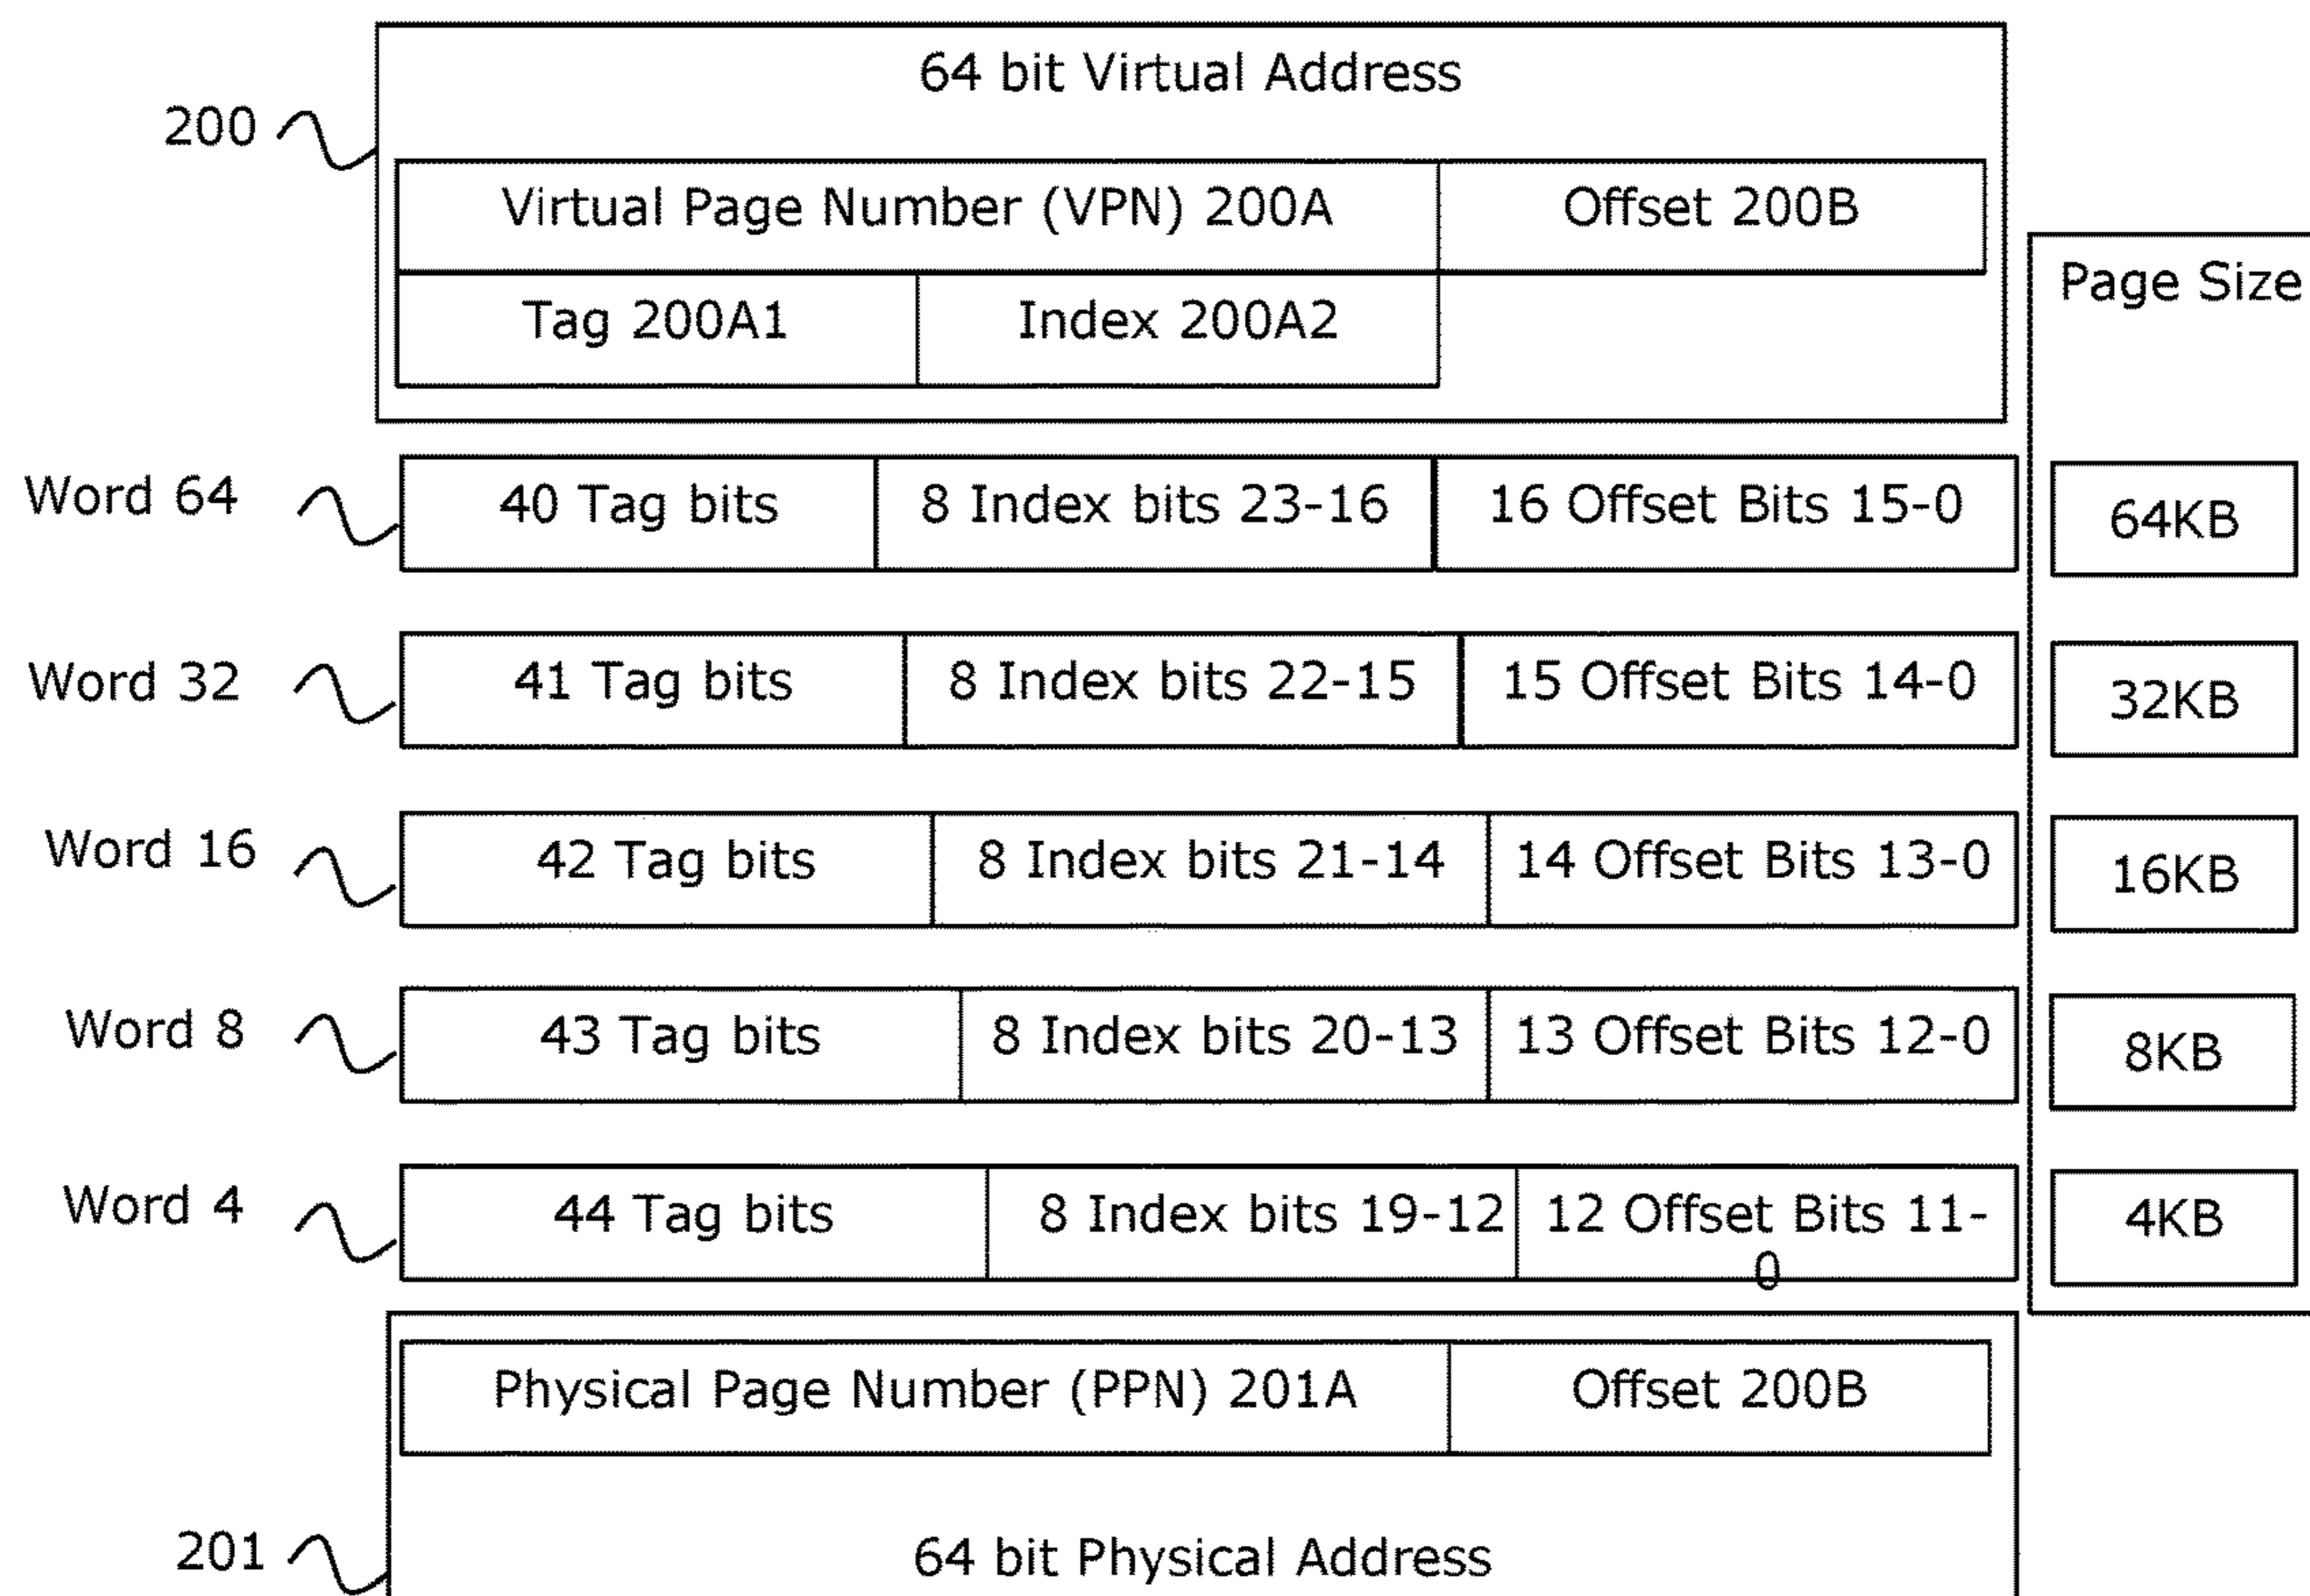 64 bit Virtual Address
200
Virtual Page Number (VPN) 200A
Offset 200B
Tag 200A1
Index 200A2
Page Size
Word 64
40 Tag bits
8 Index bits 23-16
16 Offset Bits 15-0
64KB
Word 32
41 Tag bits
8 Index bits 22-15
15 Offset Bits 14-0
32KB
Word 16
42 Tag bits
8 Index bits 21-14
14 Offset Bits 13-0
16KB
Word 8
43 Tag bits
8 Index bits 20-13
13 Offset Bits 12-0
8KB
Word 4
44 Tag bits
8 Index bits 19-12
12 Offset Bits 11-
0
4KB
Physical Page Number (PPN) 201A
Offset 200B
201
64 bit Physical Address